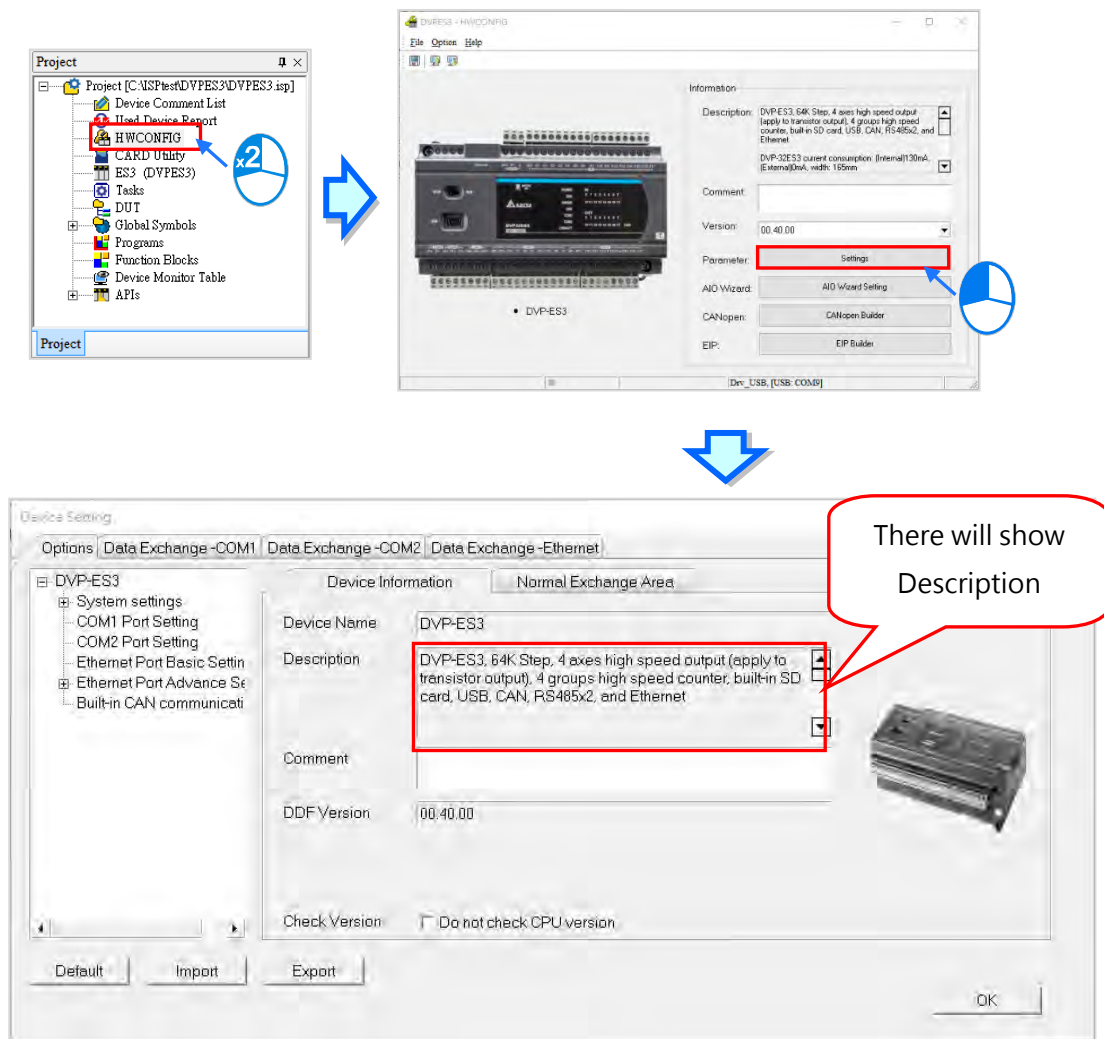 Project
Project [C:\ISPtest\DVPES3\DVPES3.isp]
Device Comment List
Used Device Report
HWCONFIG
CARD Utility
ES3 (DVPES3)
Tasks
DUT
Global Symbols
Programs
Function Blocks
Device Monitor Table
APIs
Project
x2
DVPES3 - HWCONFIG
File Option Help
Information
Description:
DVP-ES3, 64K Step, 4 axes high speed output
(apply to transistor output), 4 groups high speed
counter, built-in SD card, USB, CAN, RS485x2, and
Ethernet
DVP-32ES3 current consumption: (Internal)130mA,
(External)0mA, width: 165mm
Comment:
Version: 00.40.00
Parameter: Settings
AIO Wizard: AIO Wizard Setting
CANopen: CANopen Builder
EIP: EIP Builder
• DVP-ES3
Drv_USB, [USB: COM9]
Device Setting
Options Data Exchange -COM1 Data Exchange -COM2 Data Exchange -Ethernet
DVP-ES3
System settings
COM1 Port Setting
COM2 Port Setting
Ethernet Port Basic Settin
Ethernet Port Advance Se
Built-in CAN communicati
Device Information Normal Exchange Area
Device Name DVP-ES3
Description
DVP-ES3, 64K Step, 4 axes high speed output (apply to
transistor output), 4 groups high speed counter, built-in SD
card, USB, CAN, RS485x2, and Ethernet
Comment
DDF Version 00.40.00
Check Version Do not check CPU version
There will show
Description
Default Import Export
OK